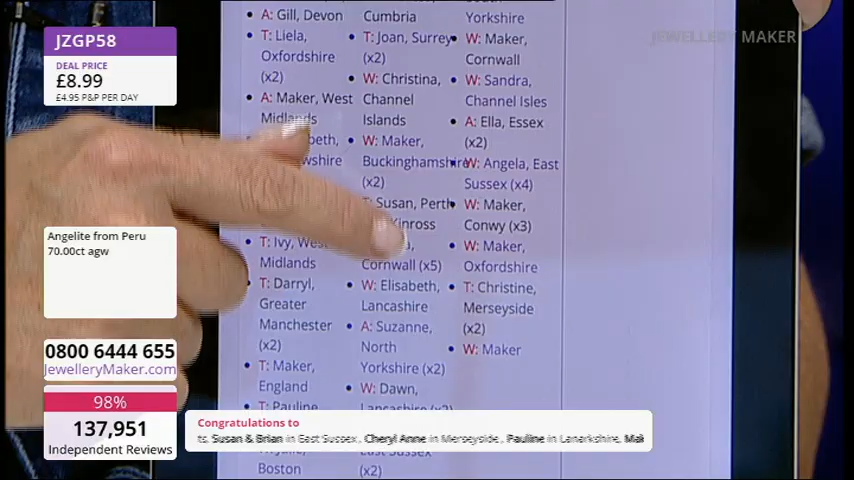 JZGP58
DEAL PRICE
£8.99
£4.95 P&P PER DAY
Angelite from Peru
70.00ct agw
0800 6444 655
JewelleryMaker.com
98%
137,951
Independent Reviews
JEWELLERY MAKER
A: Gill, Devon
T: Liela,
Oxfordshire
(x2)
A: Maker, West
Midlands
T: Ivy, West
Midlands
T: Darryl,
Greater
Manchester
(x2)
T: Maker,
England
T: Pauline
Boston
Cumbria
T: Joan, Surrey
(x2)
W: Christina,
Channel
Islands
W: Maker,
Buckinghamshire
(x2)
T: Susan, Perth
Kinross
Cornwall (x5)
W: Elisabeth,
Lancashire
A: Suzanne,
North
Yorkshire (x2)
W: Dawn,
Lancashire (x2)
East Sussex
(x2)
Yorkshire
W: Maker,
Cornwall
W: Sandra,
Channel Isles
A: Ella, Essex
(x2)
W: Angela, East
Sussex (x4)
W: Maker,
Conwy (x3)
W: Maker,
Oxfordshire
T: Christine,
Merseyside
(x2)
W: Maker
Congratulations to
ts, Susan & Brian in East Sussex, Cheryl Anne in Merseyside, Pauline in Lanarkshire, Mal